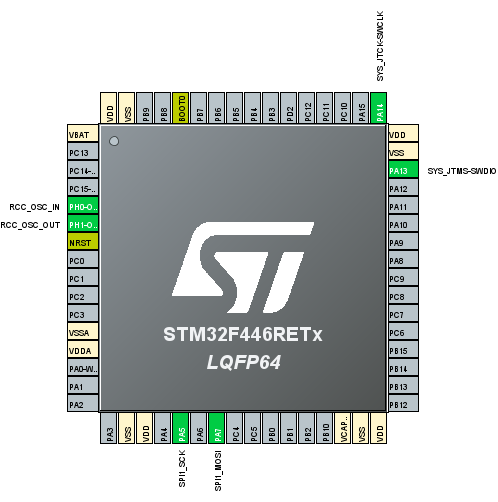 SYS_JTCK-SWCLK
VDD
VSS
PB9
PB8
BOOT0
PB7
PB6
PB5
PB4
PB3
PD2
PC12
PC11
PC10
PA15
PA14
VBAT
PC13
PC14-..
PC15-..
RCC_OSC_IN
PH0-O..
RCC_OSC_OUT
PH1-O..
NRST
PC0
PC1
PC2
PC3
VSSA
VDDA
PA0-W..
PA1
PA2
ST
STM32F446RETx
LQFP64
VDD
VSS
PA13
SYS_JTMS-SWDIO
PA12
PA11
PA10
PA9
PA8
PC9
PC8
PC7
PC6
PB15
PB14
PB13
PB12
PA3
VSS
VDD
PA4
PA5
PA6
PA7
PC4
PC5
PB0
PB1
PB2
PB10
VCAP..
VSS
VDD
SPI1_SCK
SPI1_MOSI